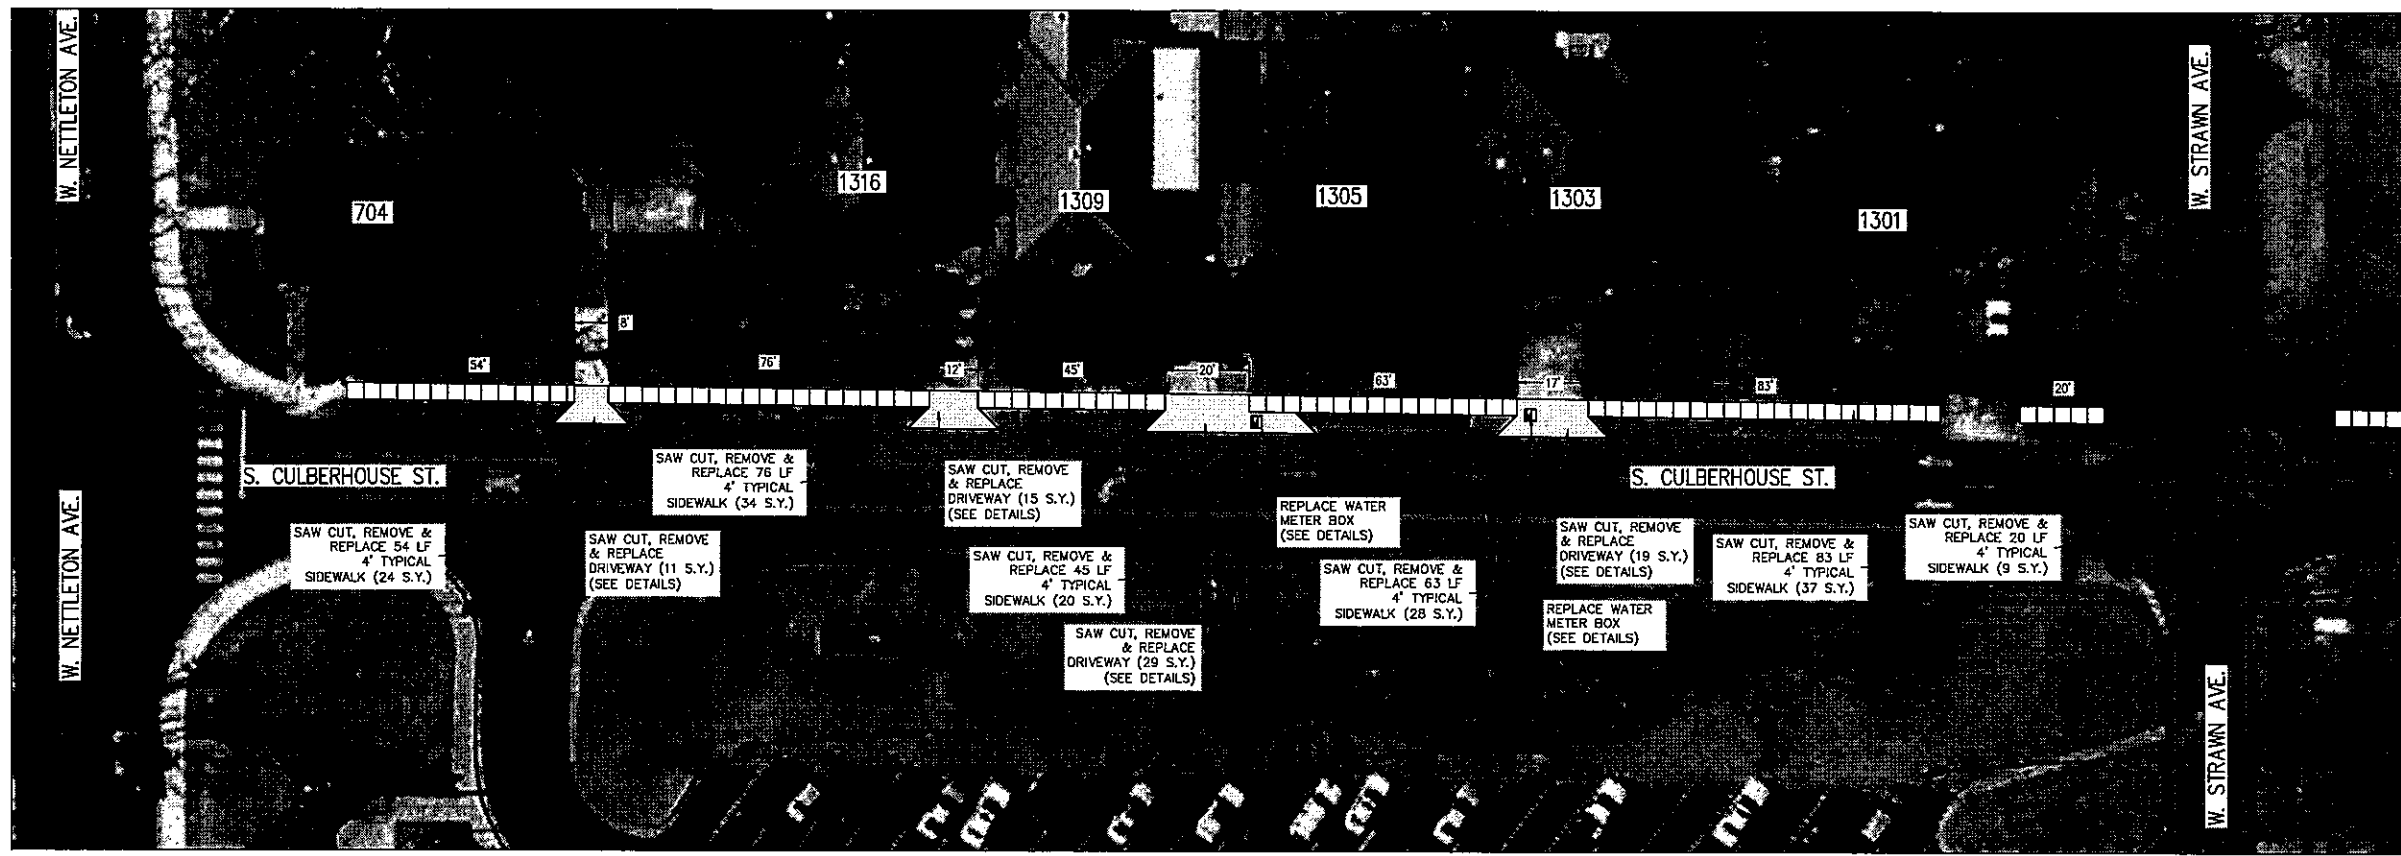 W. NETTLETON AVE.
W. STRAWN AVE.
704
1316
1309
1305
1303
1301
8'
54'
76'
12'
45'
20'
63'
17'
83'
20'
S. CULBERHOUSE ST.
S. CULBERHOUSE ST.
W. NETTLETON AVE.
W. STRAWN AVE.
SAW CUT, REMOVE &
REPLACE 54 LF
4' TYPICAL
SIDEWALK (24 S.Y.)
SAW CUT, REMOVE
& REPLACE
DRIVEWAY (11 S.Y.)
(SEE DETAILS)
SAW CUT, REMOVE &
REPLACE 76 LF
4' TYPICAL
SIDEWALK (34 S.Y.)
SAW CUT, REMOVE
& REPLACE
DRIVEWAY (15 S.Y.)
(SEE DETAILS)
SAW CUT, REMOVE &
REPLACE 45 LF
4' TYPICAL
SIDEWALK (20 S.Y.)
SAW CUT, REMOVE
& REPLACE
DRIVEWAY (29 S.Y.)
(SEE DETAILS)
REPLACE WATER
METER BOX
(SEE DETAILS)
SAW CUT, REMOVE &
REPLACE 63 LF
4' TYPICAL
SIDEWALK (28 S.Y.)
SAW CUT, REMOVE
& REPLACE
DRIVEWAY (19 S.Y.)
(SEE DETAILS)
REPLACE WATER
METER BOX
(SEE DETAILS)
SAW CUT, REMOVE &
REPLACE 83 LF
4' TYPICAL
SIDEWALK (37 S.Y.)
SAW CUT, REMOVE &
REPLACE 20 LF
4' TYPICAL
SIDEWALK (9 S.Y.)